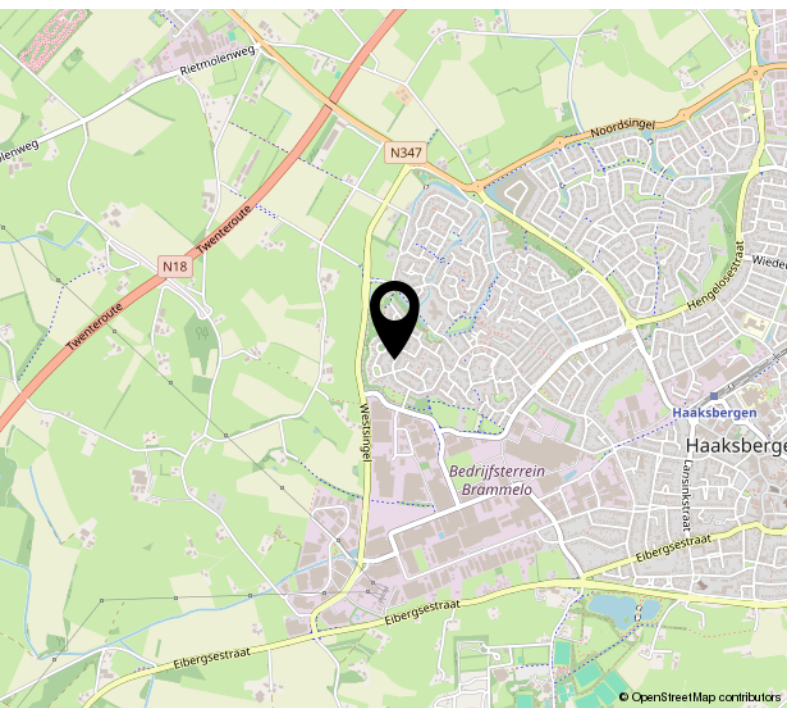 Rietmolenweg
olenweg
N347
Noordsingel
Twenteroute
N18
Twenteroute
Hengelosestraat
Wieden
Westsingel
Haaksbergen
Haaksberge
Bedrijfsterrein
Brammelo
Lansinkstraat
Eibergsestraat
Eibergsestraat
Eibergsestraat
© OpenStreetMap contributors